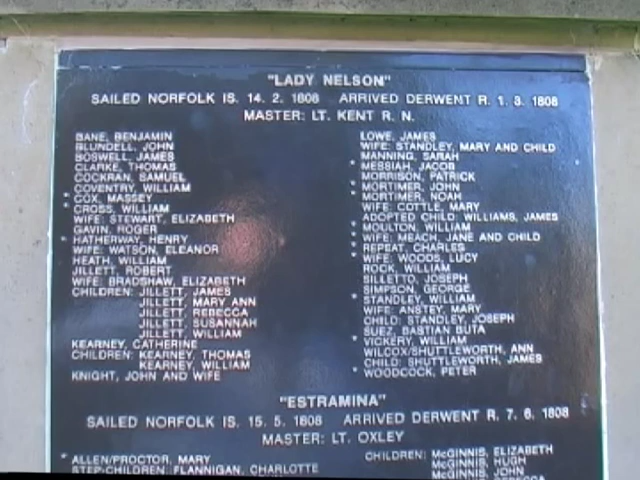 "LADY NELSON"
SAILED NORFOLK IS. 14. 2. 1808 ARRIVED DERWENT R. 1. 3. 1808
MASTER: LT. KENT R. N.
BANE, BENJAMIN
BLUNDELL, JOHN
BOSWELL, JAMES
CLARKE, THOMAS
COCKRAN, SAMUEL
COVENTRY, WILLIAM
* COX, MASSEY
* CROSS, WILLIAM
WIFE: STEWART, ELIZABETH
GAVIN, ROGER
* HATHERWAY, HENRY
WIFE: WATSON, ELEANOR
HEATH, WILLIAM
JILLETT, ROBERT
WIFE: BRADSHAW, ELIZABETH
CHILDREN: JILLETT, JAMES
JILLETT, MARY ANN
JILLETT, REBECCA
JILLETT, SUSANNAH
JILLETT, WILLIAM
KEARNEY, CATHERINE
CHILDREN: KEARNEY, THOMAS
KEARNEY, WILLIAM
KNIGHT, JOHN AND WIFE
LOWE, JAMES
WIFE: STANDLEY, MARY AND CHILD
MANNING, SARAH
* MESSIAH, JACOB
MORRISON, PATRICK
* MORTIMER, JOHN
* MORTIMER, NOAH
WIFE: COTTLE, MARY
ADOPTED CHILD: WILLIAMS, JAMES
* MOULTON, WILLIAM
* WIFE: MEACH, JANE AND CHILD
* REPEAT, CHARLES
* WIFE: WOODS, LUCY
ROCK, WILLIAM
SILLETTO, JOSEPH
SIMPSON, GEORGE
* STANDLEY, WILLIAM
WIFE: ANSTEY, MARY
CHILD: STANDLEY, JOSEPH
SUEZ, BASTIAN BUTA
* VICKERY, WILLIAM
WILCOX/SHUTTLEWORTH, ANN
CHILD: SHUTTLEWORTH, JAMES
* WOODCOCK, PETER
"ESTRAMINA"
SAILED NORFOLK IS. 15. 5. 1808 ARRIVED DERWENT R. 7. 6. 1808
MASTER: LT. OXLEY
* ALLEN/PROCTOR, MARY
STEP-CHILDREN: FLANNIGAN, CHARLOTTE
CHILDREN: McGINNIS, ELIZABETH
McGINNIS, HUGH
McGINNIS, JOHN